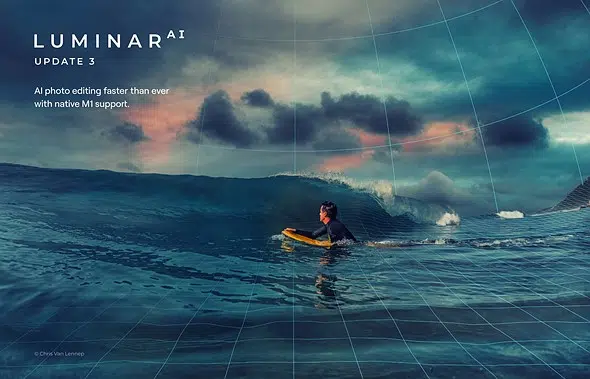 LUMINAR AI
UPDATE 3
AI photo editing faster than ever
with native M1 support.
© Chris Van Lennep